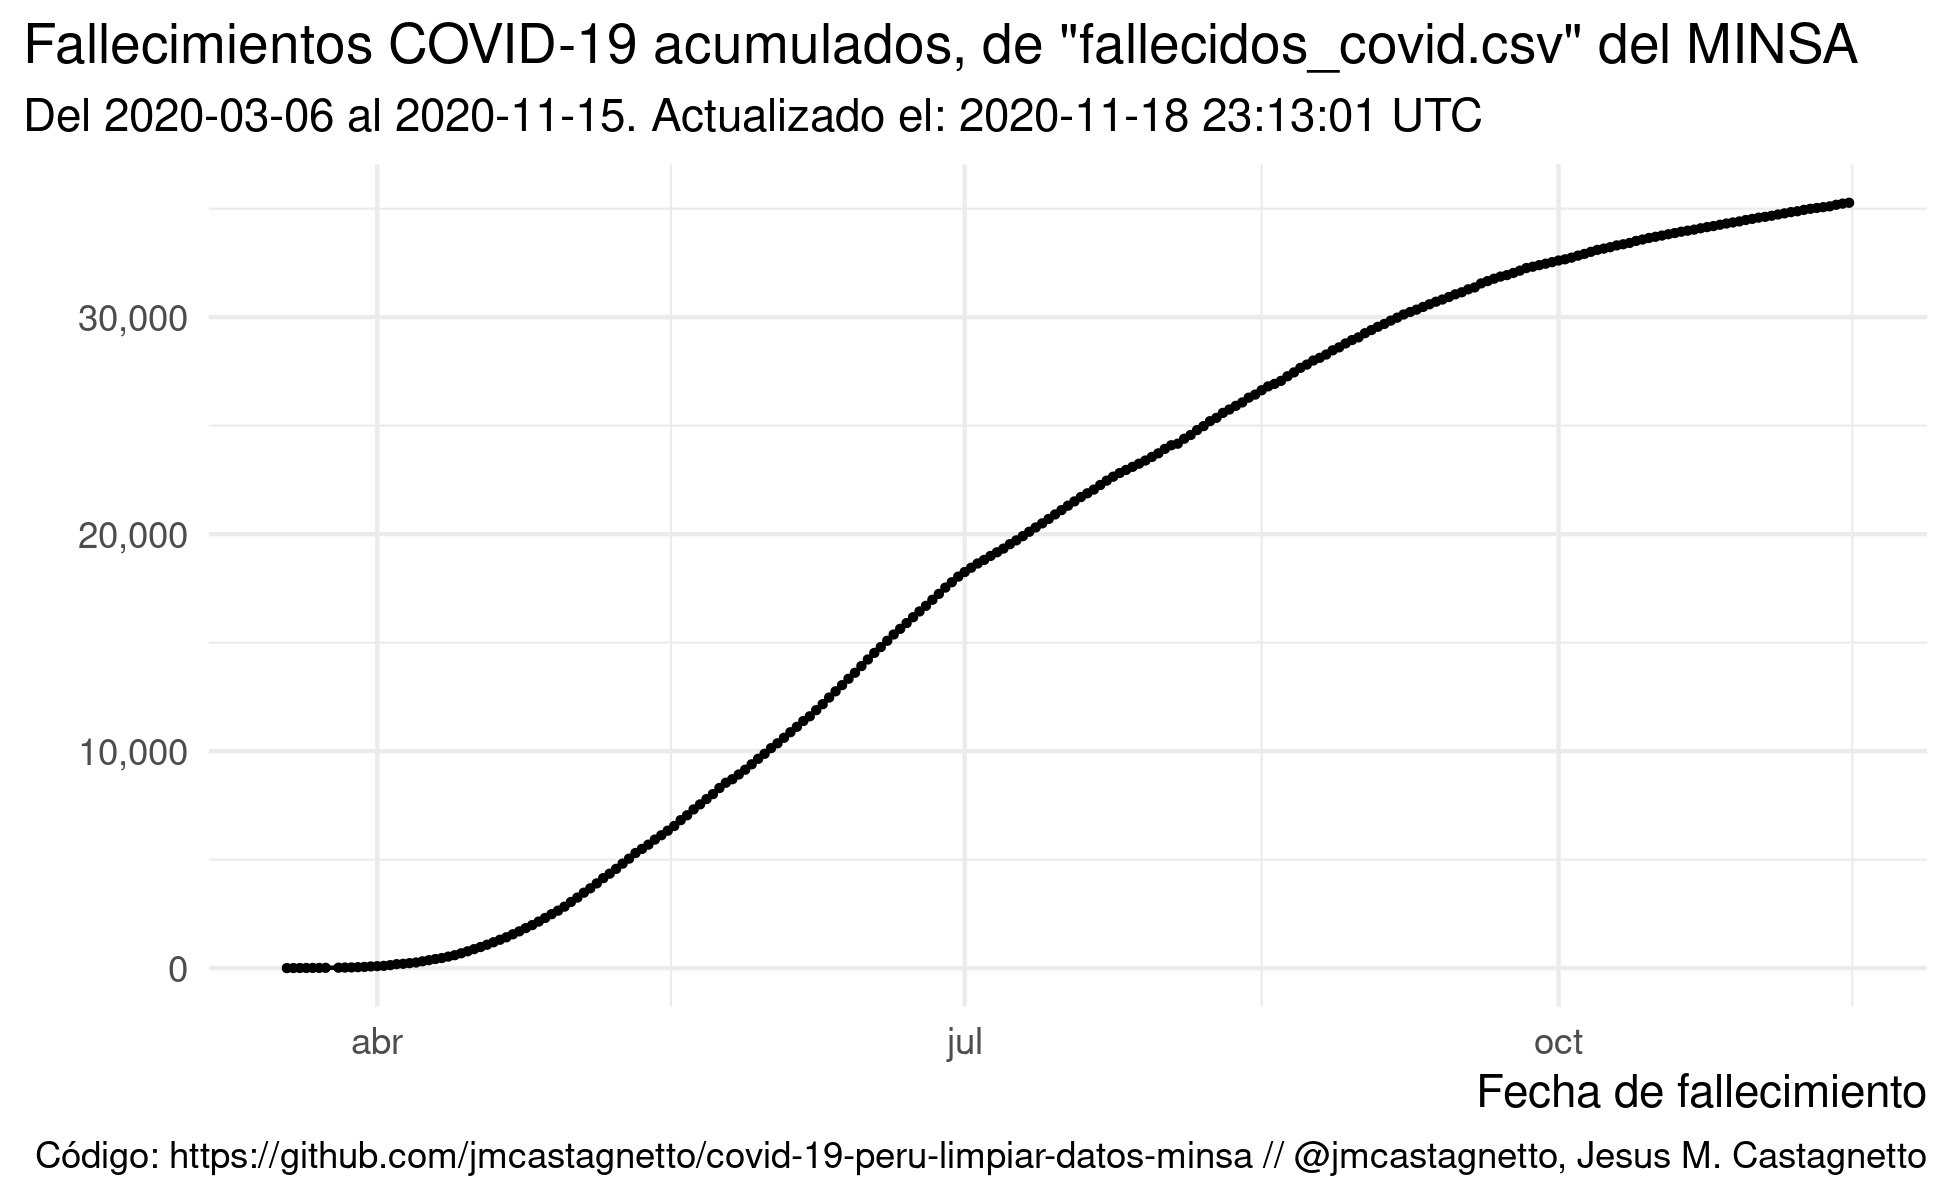 Fallecimientos COVID-19 acumulados, de "fallecidos_covid.csv" del MINSA
Del 2020-03-06 al 2020-11-15. Actualizado el: 2020-11-18 23:13:01 UTC
30,000
20,000
10,000
0
abr
jul
oct
Fecha de fallecimiento
Código: https://github.com/jmcastagnetto/covid-19-peru-limpiar-datos-minsa // @jmcastagnetto, Jesus M. Castagnetto